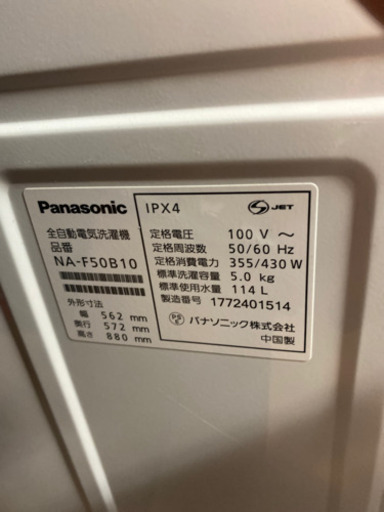 Panasonic
全自動電気洗濯機
品番
NA-F50B10
外形寸法
幅 562 mm
奥行 572 mm
高さ 880 mm
IPX4
S JET
定格電圧 100 V ～
定格周波数 50/60 Hz
定格消費電力 355/430 W
標準洗濯容量 5.0 kg
標準使用水量 114 L
製造番号 1772401514
PS E パナソニック株式会社
中国製